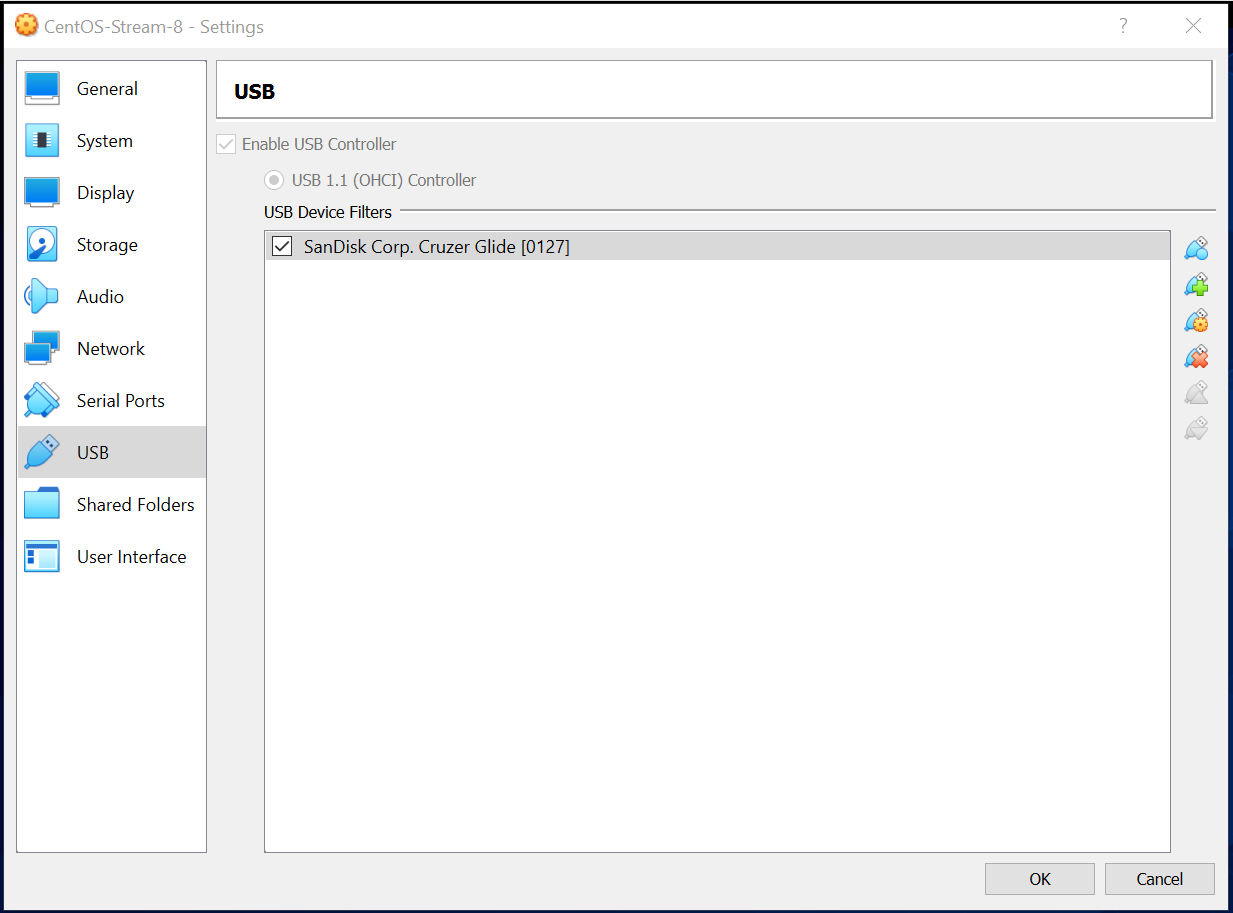 CentOS-Stream-8 - Settings
?
General
System
Display
Storage
Audio
Network
Serial Ports
USB
Shared Folders
User Interface
USB
Enable USB Controller
USB 1.1 (OHCI) Controller
USB Device Filters
SanDisk Corp. Cruzer Glide [0127]
OK
Cancel